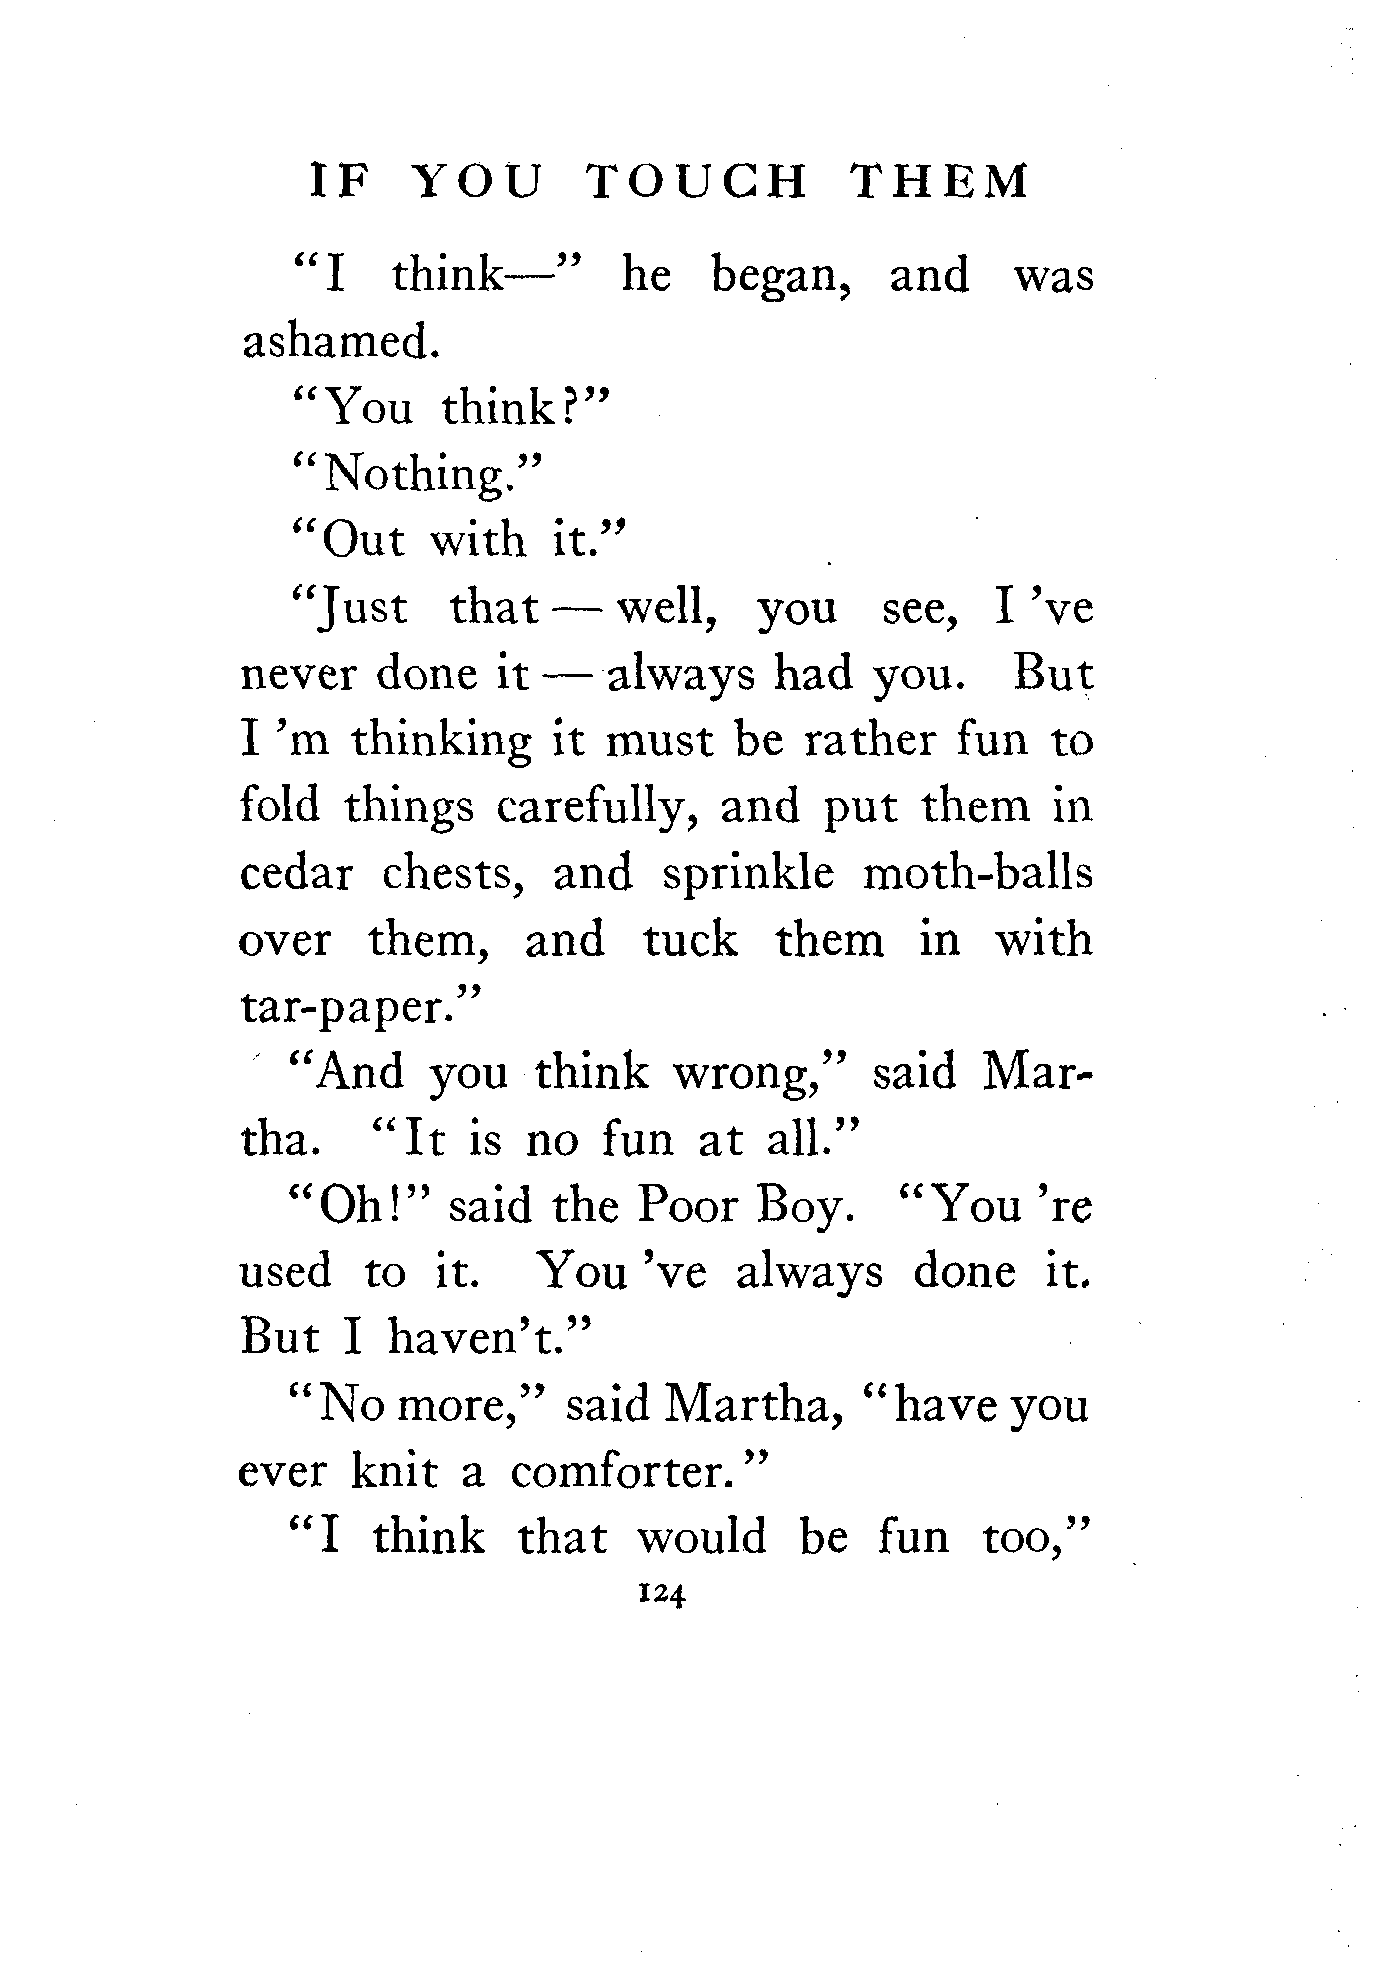 IF YOU TOUCH THEM
“I think—” he began, and was
ashamed.
“You think?”
“Nothing.”
“Out with it.”
“Just that — well, you see, I 've
never done it — always had you. But
I 'm thinking it must be rather fun to
fold things carefully, and put them in
cedar chests, and sprinkle moth-balls
over them, and tuck them in with
tar-paper.”
“And you think wrong,” said Mar-
tha. “It is no fun at all.”
“Oh!” said the Poor Boy. “You 're
used to it. You 've always done it.
But I haven't.”
“No more,” said Martha, “have you
ever knit a comforter.”
“I think that would be fun too,”
124